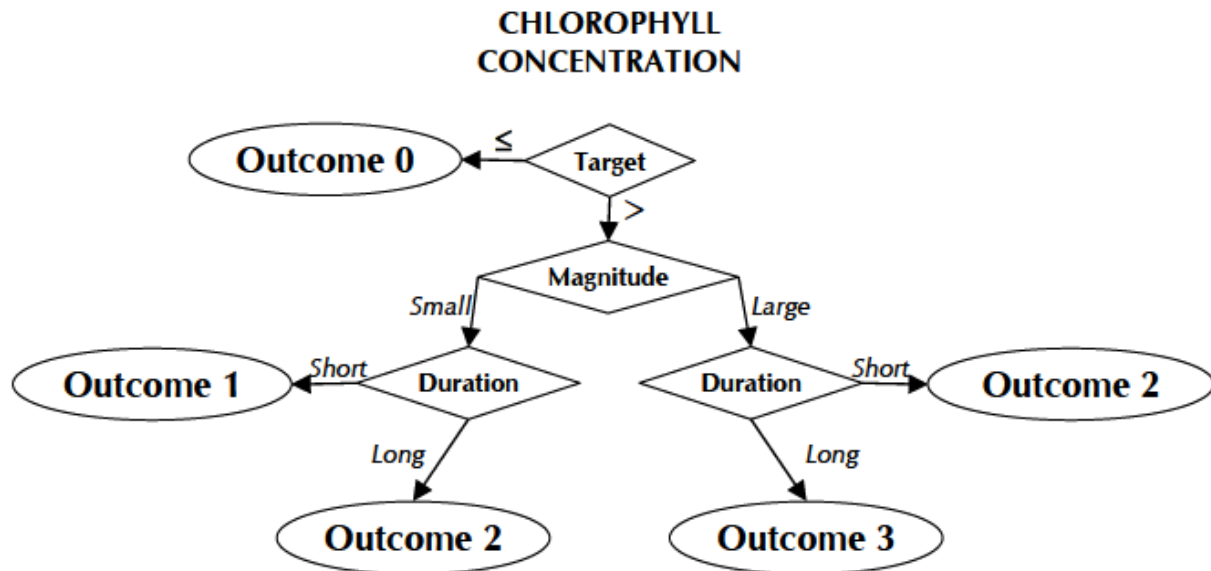 CHLOROPHYLL
CONCENTRATION
Outcome 0
≤
Target
>
Magnitude
Small
Large
Outcome 1
Short
Duration
Duration
Short
Outcome 2
Long
Long
Outcome 2
Outcome 3